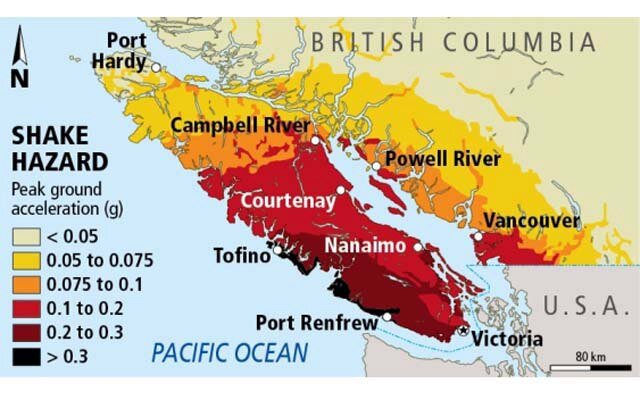 Port
Hardy
BRITISH COLUMBIA
N
SHAKE
HAZARD
Peak ground
acceleration (g)
< 0.05
0.05 to 0.075
0.075 to 0.1
0.1 to 0.2
0.2 to 0.3
> 0.3
Campbell River
Powell River
Courtenay
Vancouver
Nanaimo
Tofino
U.S.A.
Port Renfrew
Victoria
PACIFIC OCEAN
80 km